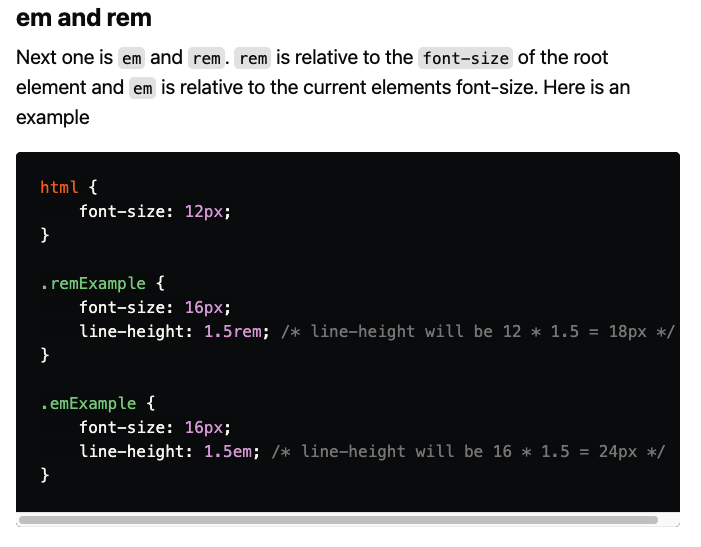 em and rem
Next one is em and rem. rem is relative to the font-size of the root
element and em is relative to the current elements font-size. Here is an
example
html {
    font-size: 12px;
}
.remExample {
    font-size: 16px;
    line-height: 1.5rem; /* line-height will be 12 * 1.5 = 18px */
}
.emExample {
    font-size: 16px;
    line-height: 1.5em; /* line-height will be 16 * 1.5 = 24px */
}